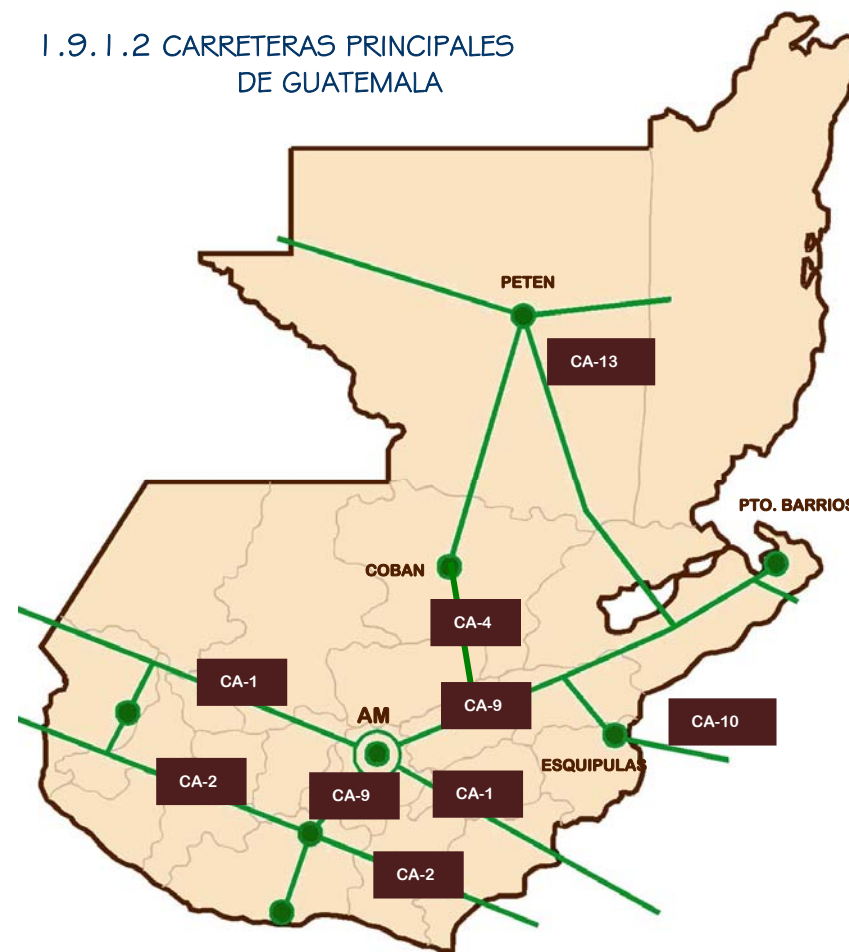 1.9.1.2 CARRETERAS PRINCIPALES
DE GUATEMALA
PETEN
CA-13
PTO. BARRIOS
COBAN
CA-4
CA-1
CA-9
AM
CA-10
ESQUIPULAS
CA-2
CA-9
CA-1
CA-2